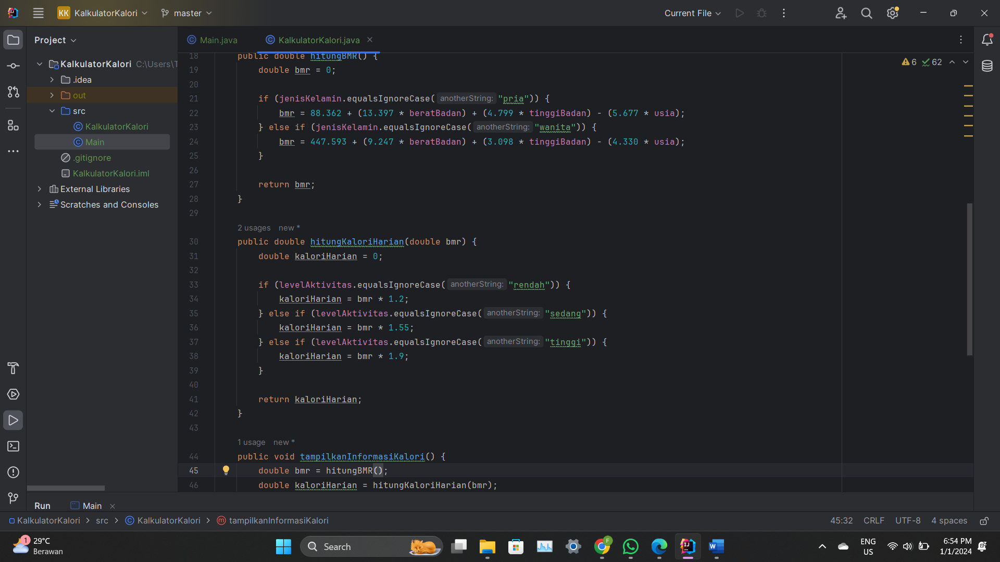 KK KalkulatorKalori master Current File
Project
Main.java KalkulatorKalori.java
KalkulatorKalori C:\Users\T
.idea
out
src
KalkulatorKalori
Main
.gitignore
KalkulatorKalori.iml
External Libraries
Scratches and Consoles
6 62
18 public double hitungBMR() {
19 double bmr = 0;
20
21 if (jenisKelamin.equalsIgnoreCase( anotherString: "pria")) {
22 bmr = 88.362 + (13.397 * beratBadan) + (4.799 * tinggiBadan) - (5.677 * usia);
23 } else if (jenisKelamin.equalsIgnoreCase( anotherString: "wanita")) {
24 bmr = 447.593 + (9.247 * beratBadan) + (3.098 * tinggiBadan) - (4.330 * usia);
25 }
26
27 return bmr;
28 }
29
2 usages new *
30 public double hitungKaloriHarian(double bmr) {
31 double kaloriHarian = 0;
32
33 if (levelAktivitas.equalsIgnoreCase( anotherString: "rendah")) {
34 kaloriHarian = bmr * 1.2;
35 } else if (levelAktivitas.equalsIgnoreCase( anotherString: "sedang")) {
36 kaloriHarian = bmr * 1.55;
37 } else if (levelAktivitas.equalsIgnoreCase( anotherString: "tinggi")) {
38 kaloriHarian = bmr * 1.9;
39 }
40
41 return kaloriHarian;
42 }
43
1 usage new *
44 public void tampilkanInformasiKalori() {
45 double bmr = hitungBMR();
46 double kaloriHarian = hitungKaloriHarian(bmr);
Run Main
KalkulatorKalori > src > KalkulatorKalori > tampilkanInformasiKalori 45:32 CRLF UTF-8 4 spaces
1 29°C
Berawan
Search
ENG
US
6:54 PM
1/1/2024